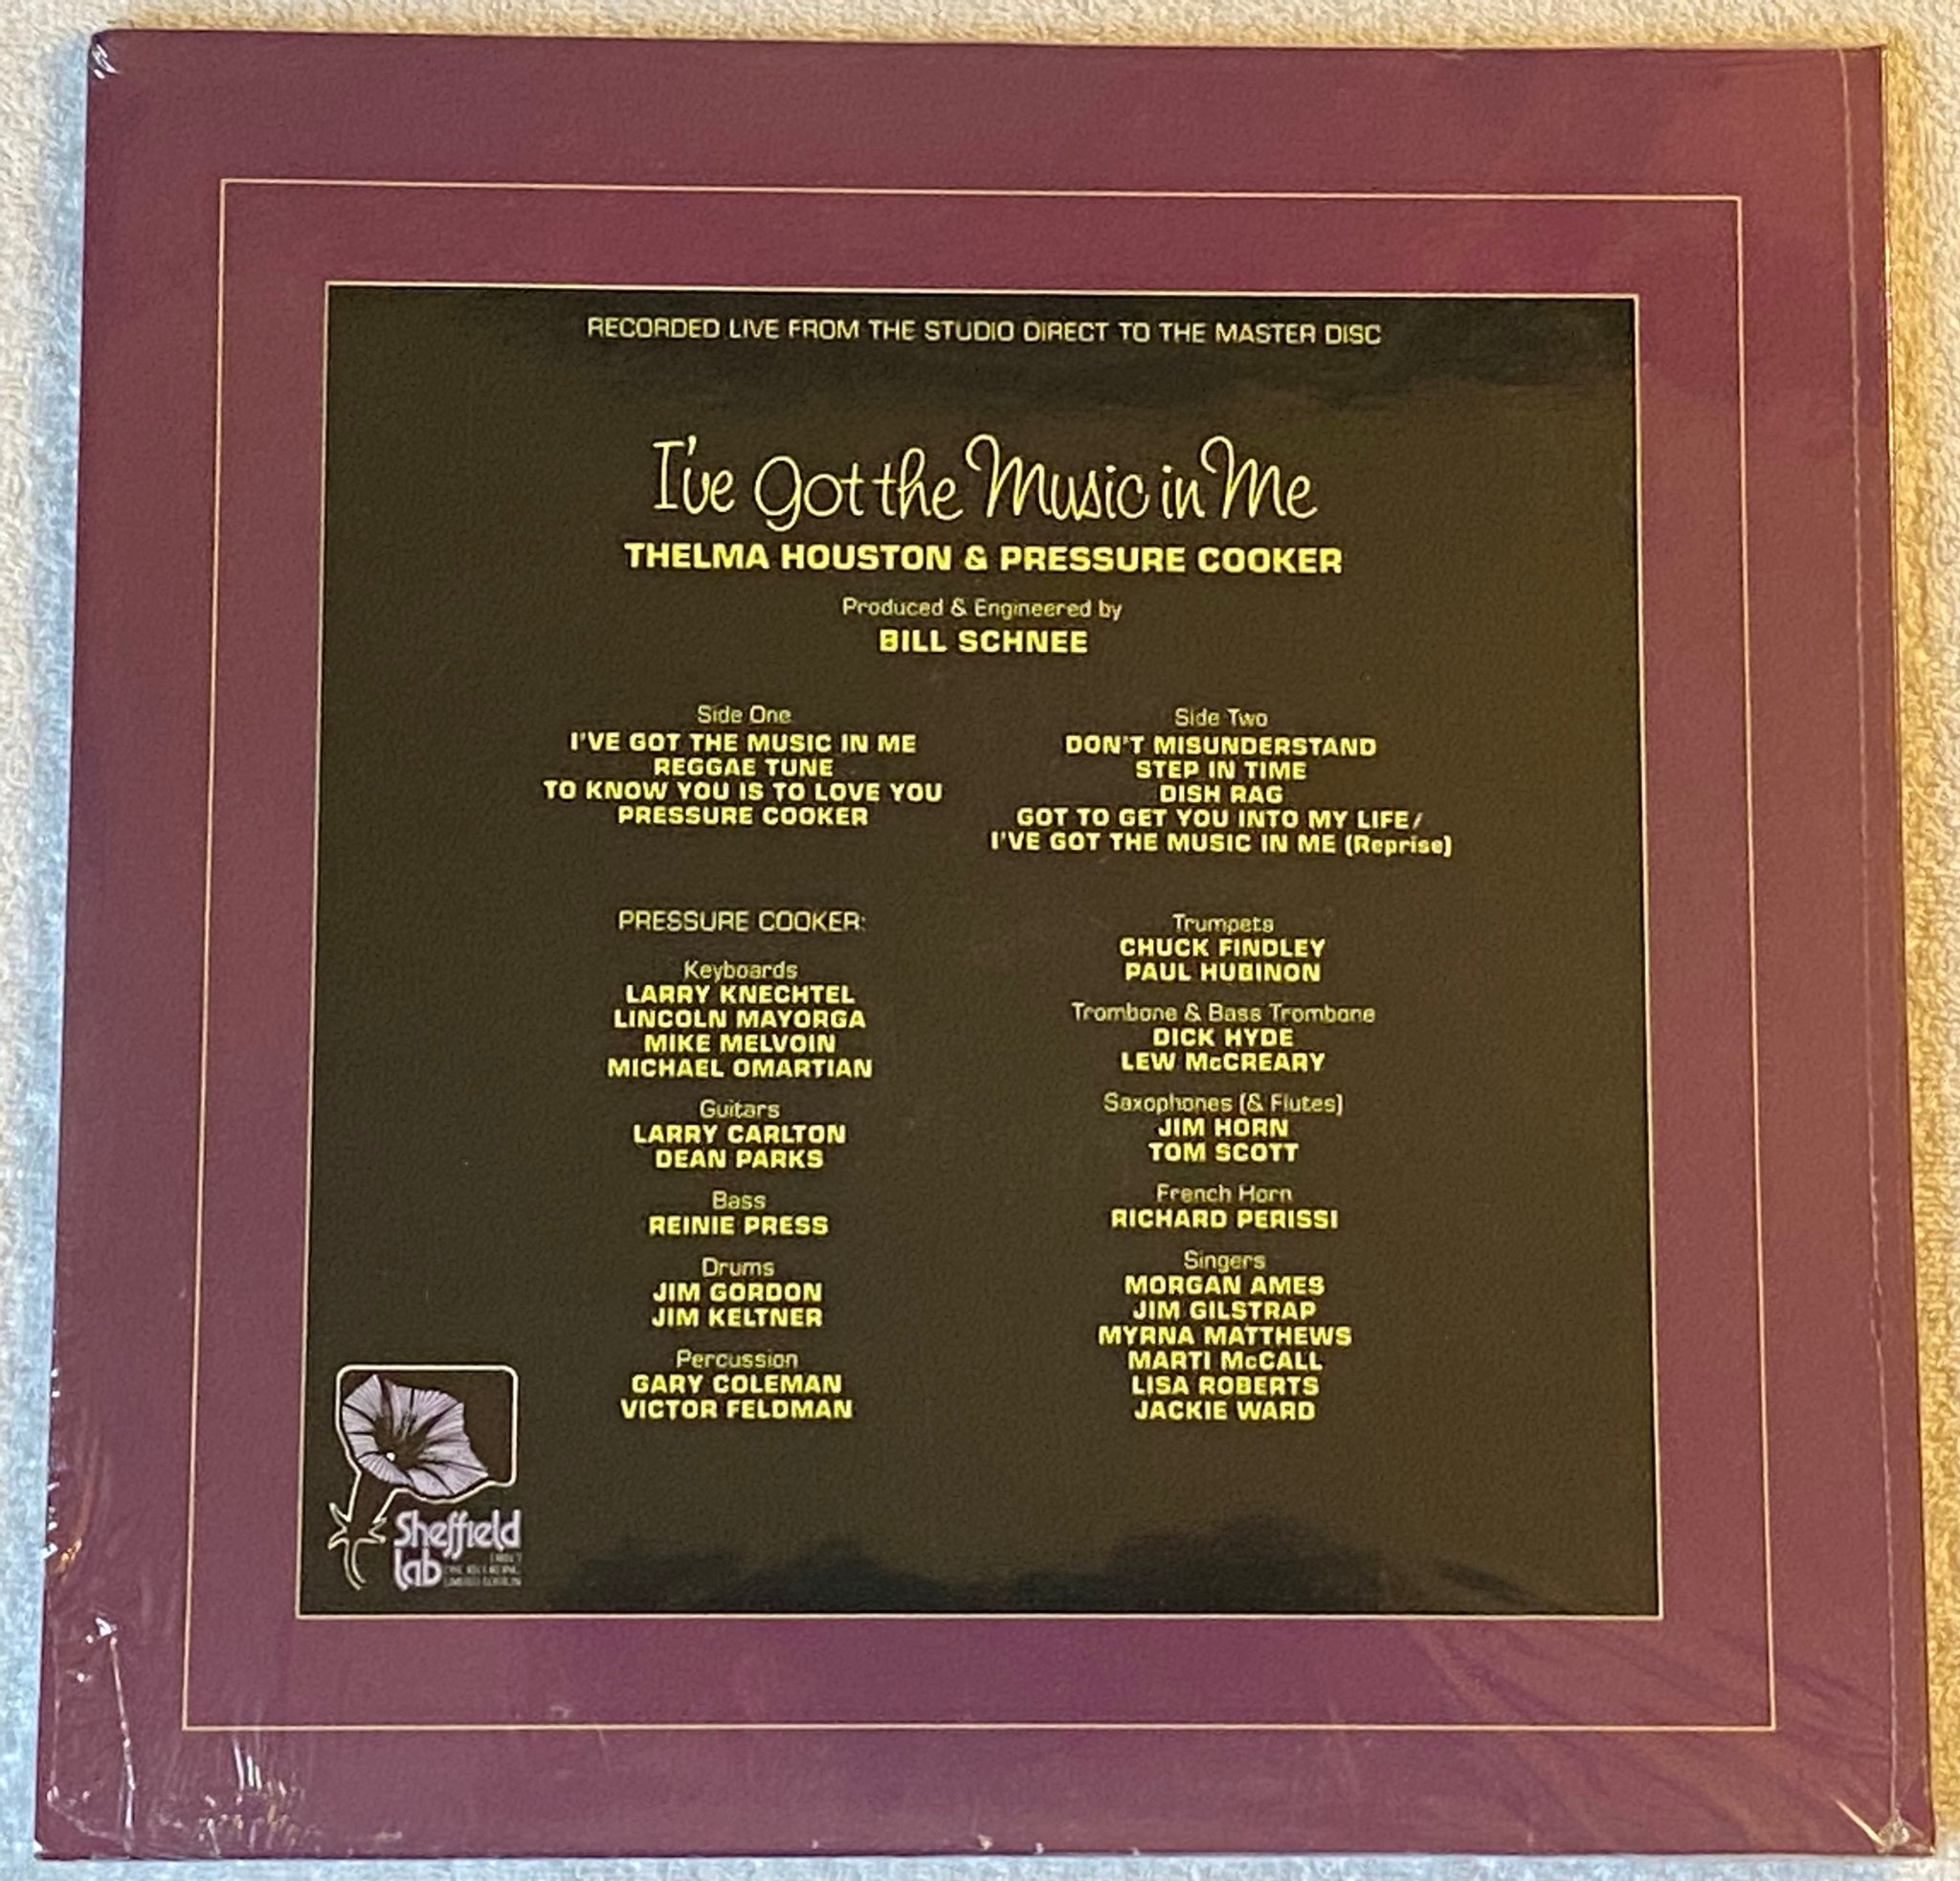 RECORDED LIVE FROM THE STUDIO DIRECT TO THE MASTER DISC
I've Got the Music in Me
THELMA HOUSTON & PRESSURE COOKER
Produced & Engineered by
BILL SCHNEE
Side One
I'VE GOT THE MUSIC IN ME
REGGAE TUNE
TO KNOW YOU IS TO LOVE YOU
PRESSURE COOKER
Side Two
DON'T MISUNDERSTAND
STEP IN TIME
DISH RAG
GOT TO GET YOU INTO MY LIFE/
I'VE GOT THE MUSIC IN ME (Reprise)
PRESSURE COOKER:
Keyboards
LARRY KNECHTEL
LINCOLN MAYORGA
MIKE MELVOIN
MICHAEL OMARTIAN
Guitars
LARRY CARLTON
DEAN PARKS
Bass
REINIE PRESS
Drums
JIM GORDON
JIM KELTNER
Percussion
GARY COLEMAN
VICTOR FELDMAN
Trumpets
CHUCK FINDLEY
PAUL HUBINON
Trombone & Bass Trombone
DICK HYDE
LEW McCREARY
Saxophones (& Flutes)
JIM HORN
TOM SCOTT
French Horn
RICHARD PERISSI
Singers
MORGAN AMES
JIM GILSTRAP
MYRNA MATTHEWS
MARTI McCALL
LISA ROBERTS
JACKIE WARD
Sheffield
lab